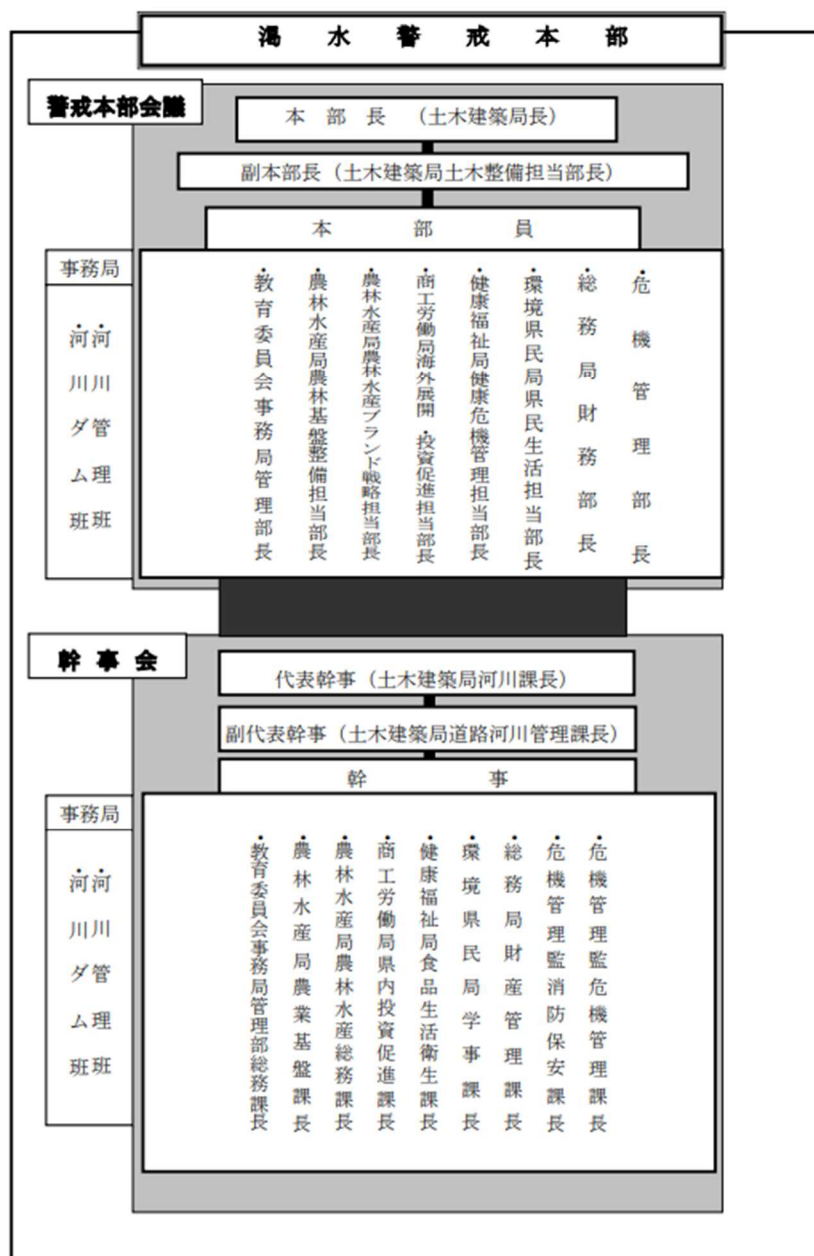 渇水警戒本部
警戒本部会議
本部長（土木建築局長）
副本部長（土木建築局土木整備担当部長）
本部員
・危機管理部長
・総務局財務部長
・環境県民局県民生活担当部長
・健康福祉局健康危機管理担当部長
・商工労働局海外展開・投資促進担当部長
・農林水産局農林水産ブランド戦略担当部長
・農林水産局農林基盤整備担当部長
・教育委員会事務局管理部長
事務局
・河川管理班
・河川ダム班
幹事会
代表幹事（土木建築局河川課長）
副代表幹事（土木建築局道路河川管理課長）
幹事
・危機管理監危機管理課長
・危機管理監消防保安課長
・総務局財産管理課長
・環境県民局学事課長
・健康福祉局食品生活衛生課長
・商工労働局県内投資促進課長
・農林水産局農林水産総務課長
・農林水産局農業基盤課長
・教育委員会事務局管理部総務課長
事務局
・河川管理班
・河川ダム班